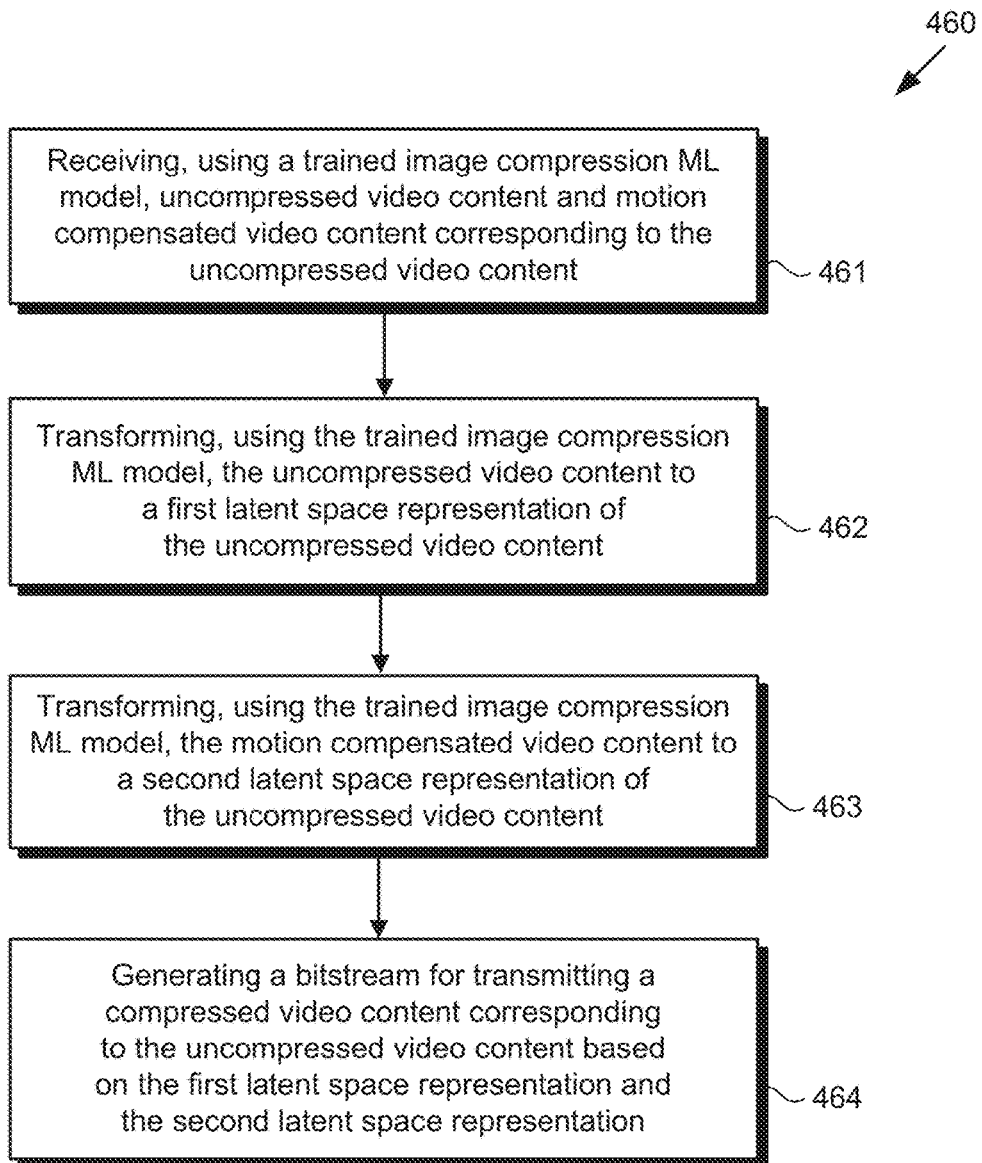 460
Receiving, using a trained image compression ML
model, uncompressed video content and motion
compensated video content corresponding to the
uncompressed video content
461
Transforming, using the trained image compression
ML model, the uncompressed video content to
a first latent space representation of
the uncompressed video content
462
Transforming, using the trained image compression
ML model, the motion compensated video content to
a second latent space representation of
the uncompressed video content
463
Generating a bitstream for transmitting a
compressed video content corresponding
to the uncompressed video content based
on the first latent space representation and
the second latent space representation
464